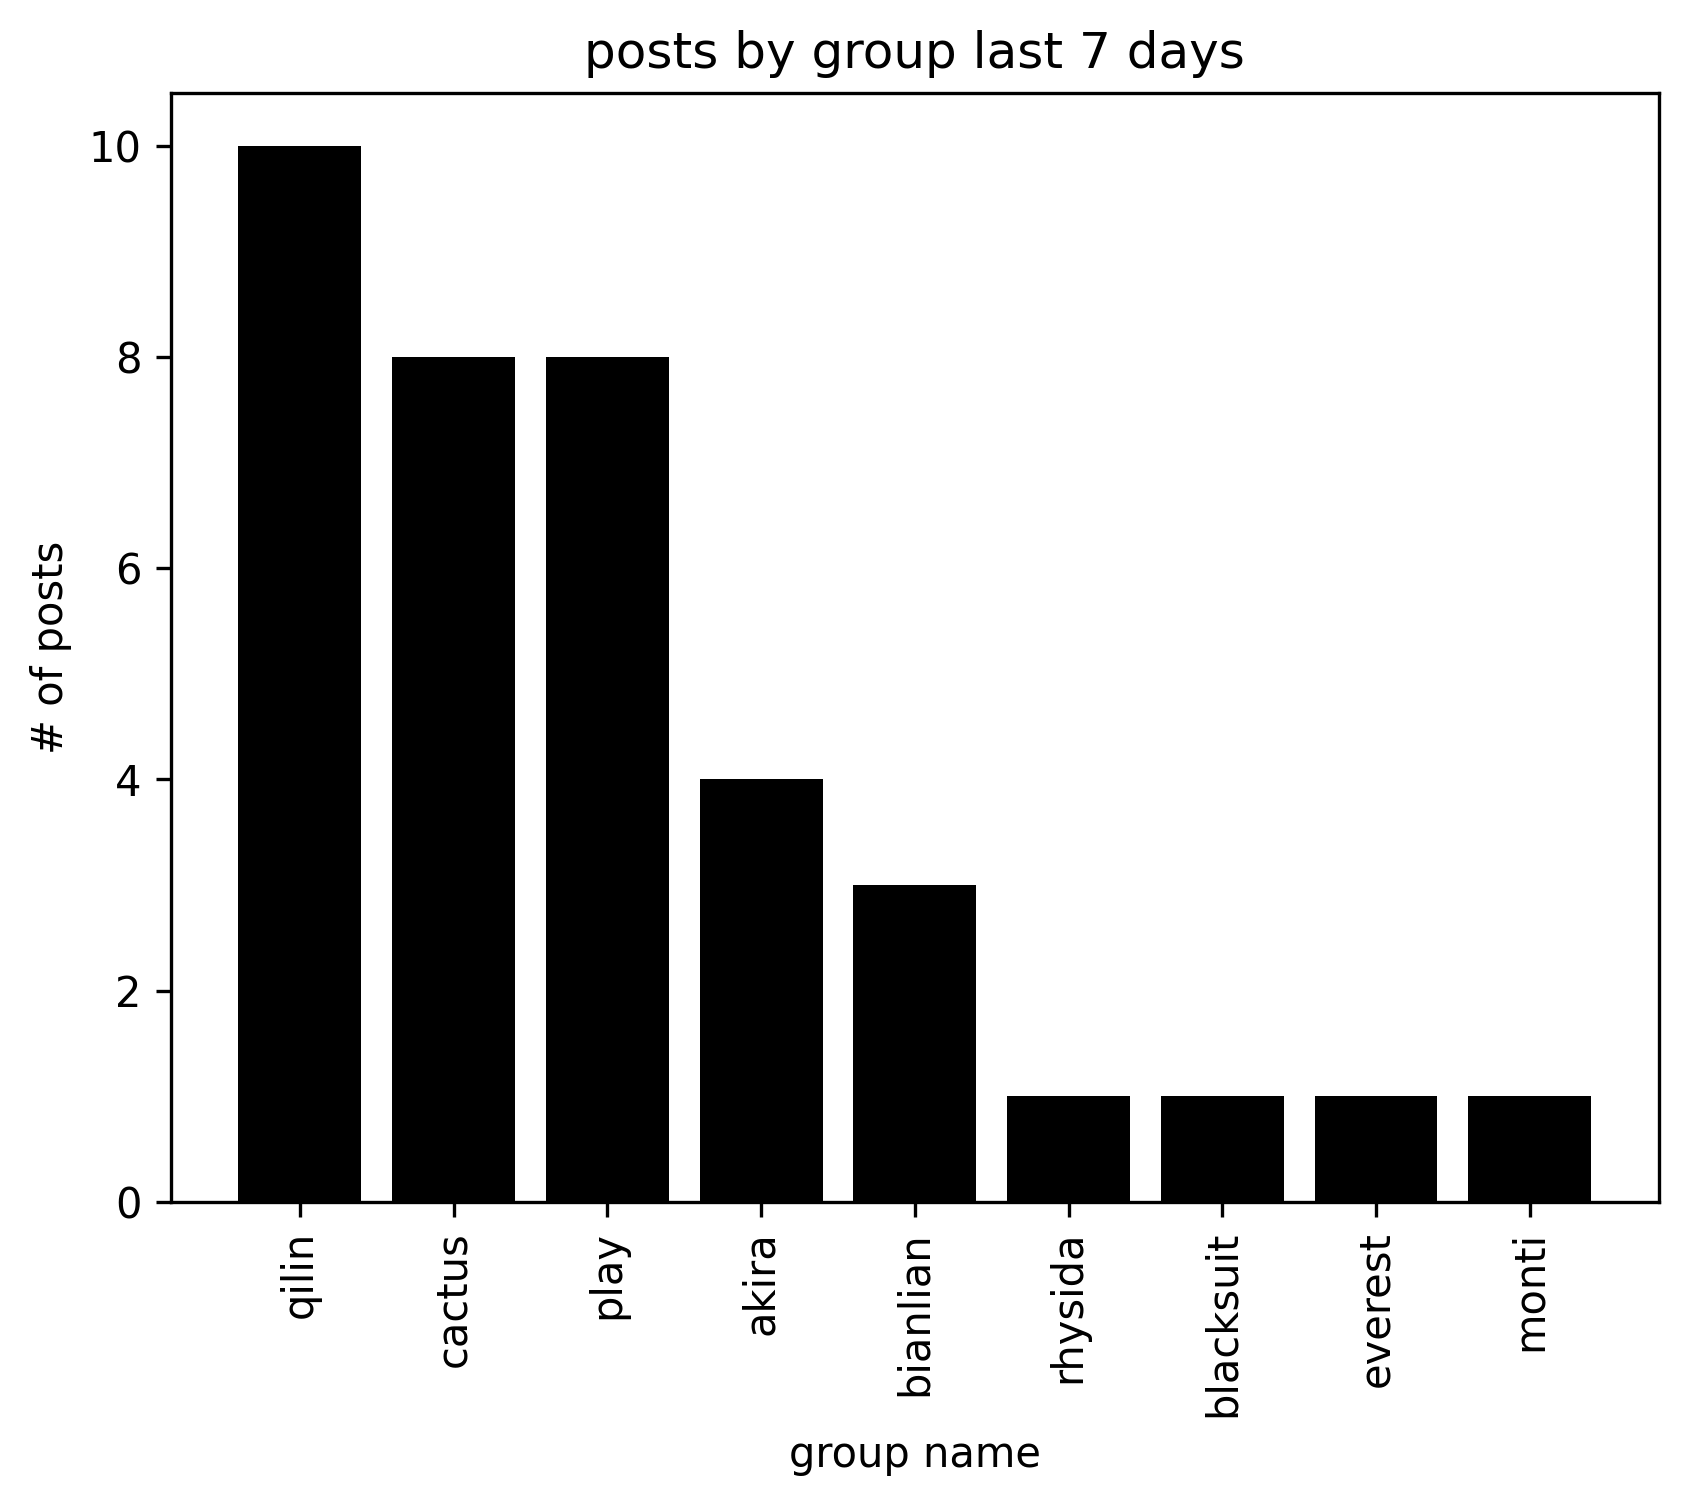 posts by group last 7 days
10
8
6
4
2
0
# of posts
qilin
cactus
play
akira
bianlian
rhysida
blacksuit
everest
monti
group name